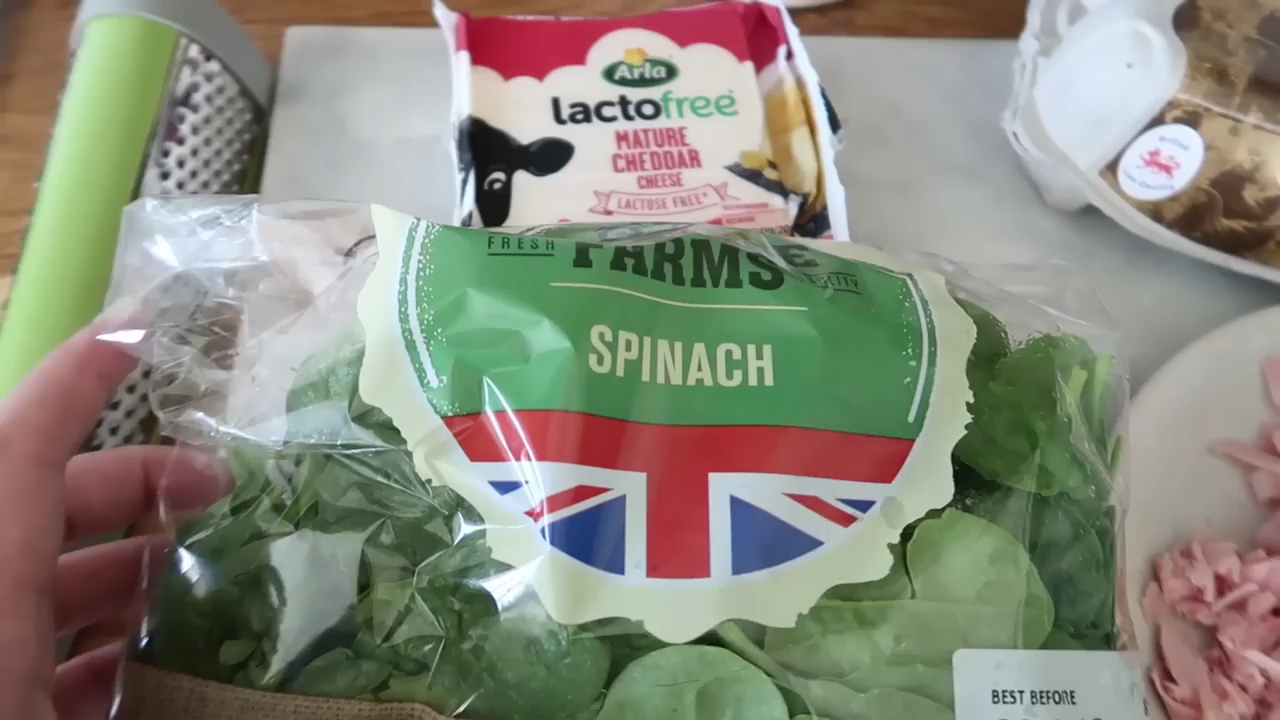 Arla
lactofree
MATURE
CHEDDAR
CHEESE
LACTOSE FREE*
FRESH
FARMS
SPINACH
BEST BEFORE